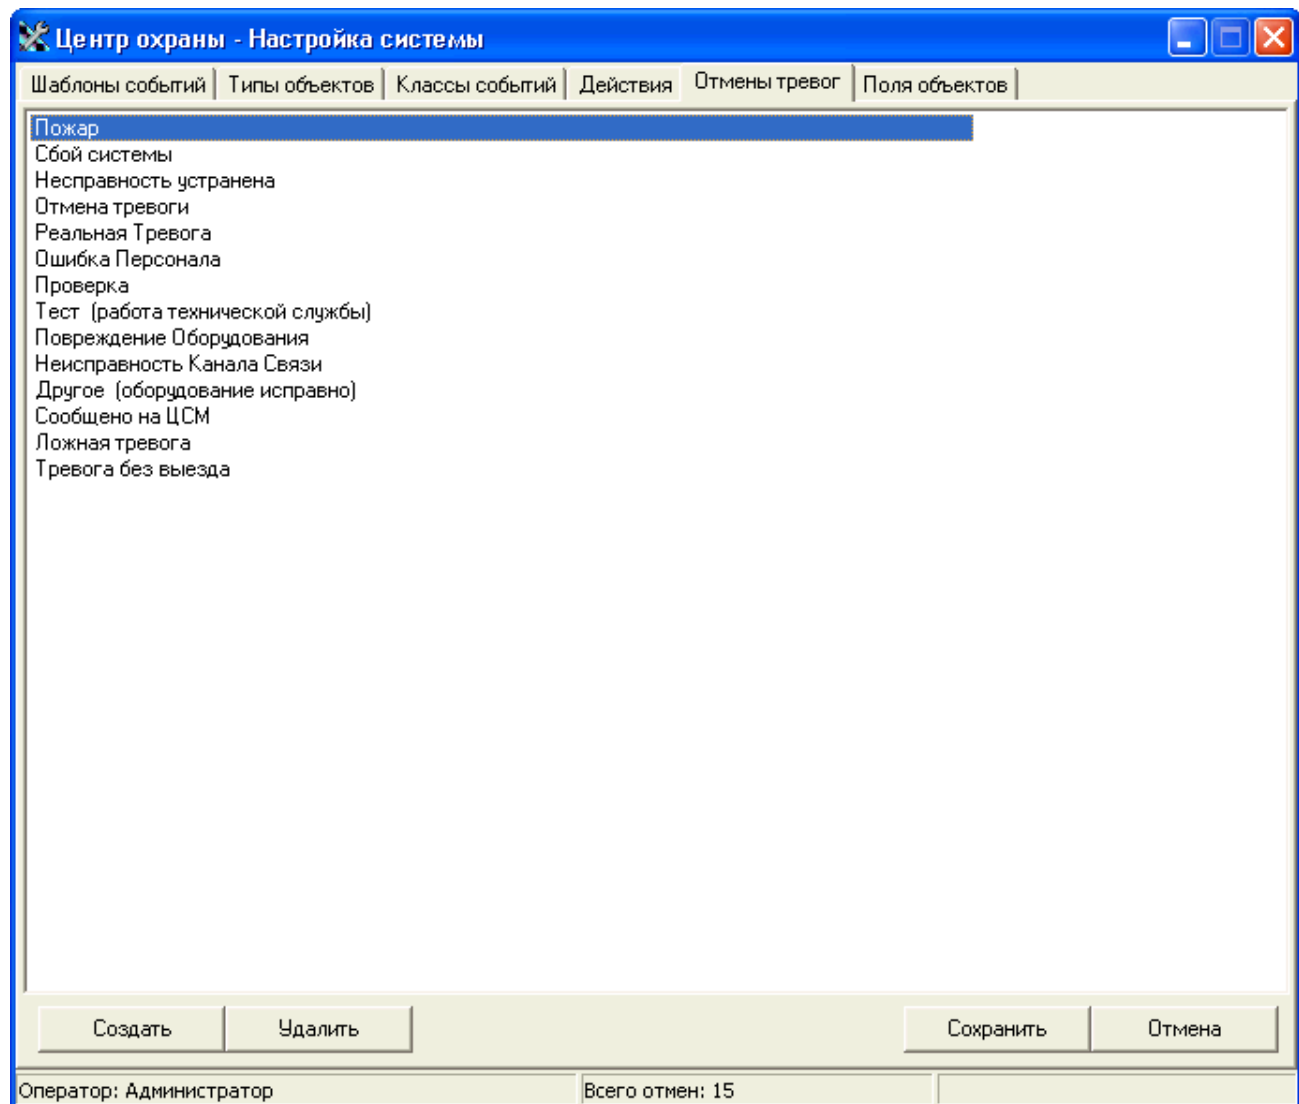 Центр охраны - Настройка системы
Шаблоны событий Типы объектов Классы событий Действия Отмены тревог Поля объектов
Пожар
Сбой системы
Несправность устранена
Отмена тревоги
Реальная Тревога
Ошибка Персонала
Проверка
Тест (работа технической службы)
Повреждение Оборудования
Неисправность Канала Связи
Другое (оборудование исправно)
Сообщено на ЦСМ
Ложная тревога
Тревога без выезда
Создать Удалить Сохранить Отмена
Оператор: Администратор Всего отмен: 15